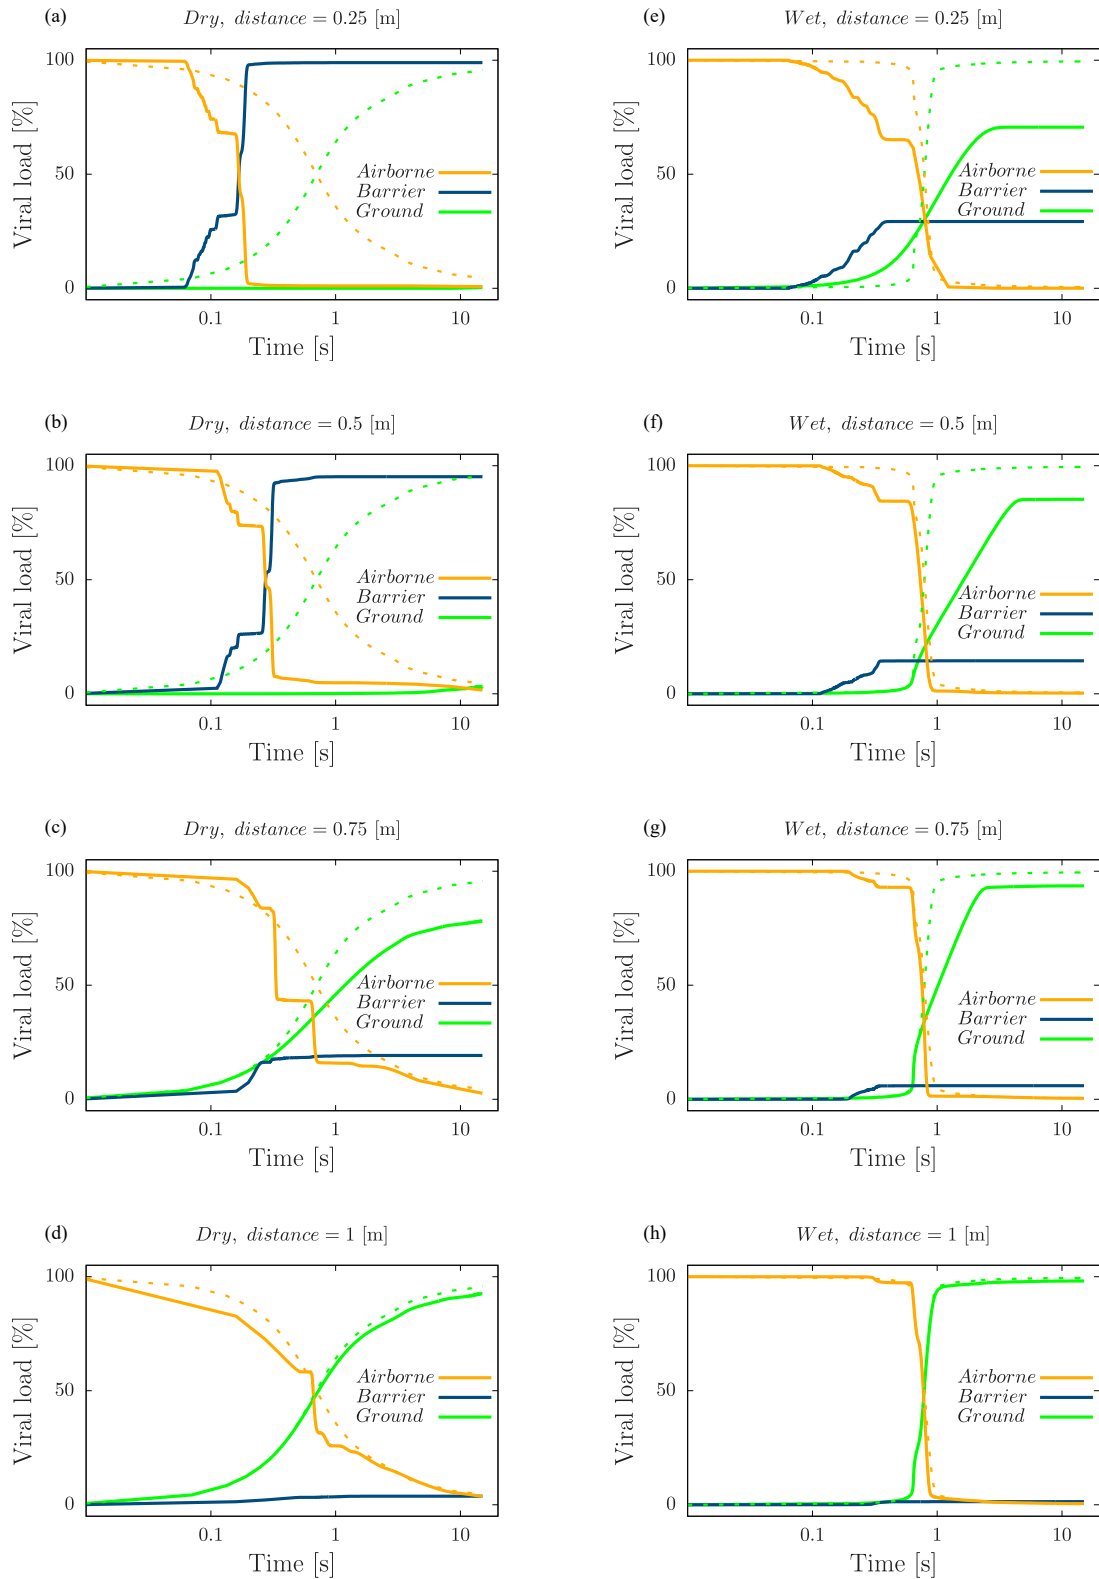 (a) Dry, distance = 0.25 [m]
Viral load [%]
100
50
0
Airborne
Barrier
Ground
0.1 1 10
Time [s]
(e) Wet, distance = 0.25 [m]
Viral load [%]
100
50
0
Airborne
Barrier
Ground
0.1 1 10
Time [s]
(b) Dry, distance = 0.5 [m]
Viral load [%]
100
50
0
Airborne
Barrier
Ground
0.1 1 10
Time [s]
(f) Wet, distance = 0.5 [m]
Viral load [%]
100
50
0
Airborne
Barrier
Ground
0.1 1 10
Time [s]
(c) Dry, distance = 0.75 [m]
Viral load [%]
100
50
0
Airborne
Barrier
Ground
0.1 1 10
Time [s]
(g) Wet, distance = 0.75 [m]
Viral load [%]
100
50
0
Airborne
Barrier
Ground
0.1 1 10
Time [s]
(d) Dry, distance = 1 [m]
Viral load [%]
100
50
0
Airborne
Barrier
Ground
0.1 1 10
Time [s]
(h) Wet, distance = 1 [m]
Viral load [%]
100
50
0
Airborne
Barrier
Ground
0.1 1 10
Time [s]